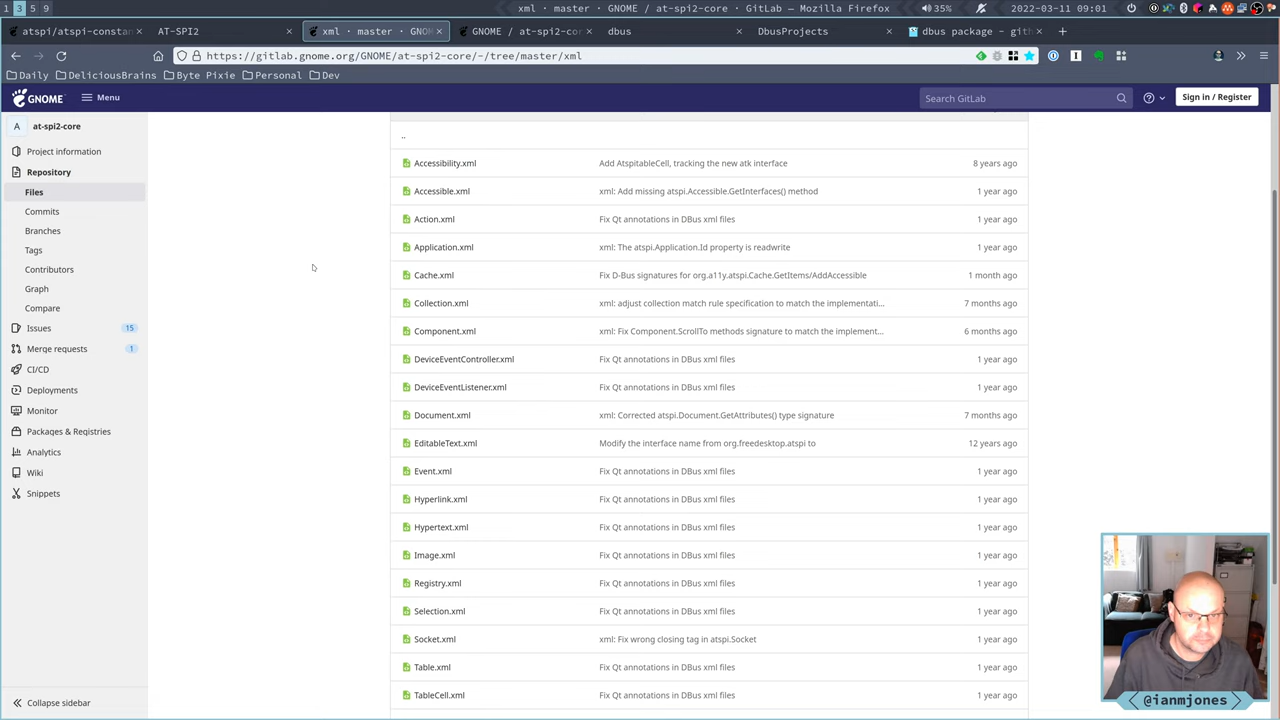 1 3 5 9 xml · master · GNOME / at-spi2-core · GitLab — Mozilla Firefox 35% 2022-03-11 09:01
atspi/atspi-constan AT-SPI2 × xml · master · GNO × GNOME / at-spi2-co × dbus × DbusProjects × dbus package - gith ×
https://gitlab.gnome.org/GNOME/at-spi2-core/-/tree/master/xml
Daily DeliciousBrains Byte Pixie Personal Dev
GNOME Menu Search GitLab Sign in / Register
A at-spi2-core
Project information
Repository
Files
Commits
Branches
Tags
Contributors
Graph
Compare
Issues 15
Merge requests 1
CI/CD
Deployments
Monitor
Packages & Registries
Analytics
Wiki
Snippets
Collapse sidebar
..
Accessibility.xml Add AtspitableCell, tracking the new atk interface 8 years ago
Accessible.xml xml: Add missing atspi.Accessible.GetInterfaces() method 1 year ago
Action.xml Fix Qt annotations in DBus xml files 1 year ago
Application.xml xml: The atspi.Application.Id property is readwrite 1 year ago
Cache.xml Fix D-Bus signatures for org.a11y.atspi.Cache.GetItems/AddAccessible 1 month ago
Collection.xml xml: adjust collection match rule specification to match the implementati... 7 months ago
Component.xml xml: Fix Component.ScrollTo methods signature to match the implement... 6 months ago
DeviceEventController.xml Fix Qt annotations in DBus xml files 1 year ago
DeviceEventListener.xml Fix Qt annotations in DBus xml files 1 year ago
Document.xml xml: Corrected atspi.Document.GetAttributes() type signature 7 months ago
EditableText.xml Modify the interface name from org.freedesktop.atspi to 12 years ago
Event.xml Fix Qt annotations in DBus xml files 1 year ago
Hyperlink.xml Fix Qt annotations in DBus xml files 1 year ago
Hypertext.xml Fix Qt annotations in DBus xml files 1 year ago
Image.xml Fix Qt annotations in DBus xml files 1 year ago
Registry.xml Fix Qt annotations in DBus xml files 1 year ago
Selection.xml Fix Qt annotations in DBus xml files 1 year ago
Socket.xml xml: Fix wrong closing tag in atspi.Socket 1 year ago
Table.xml Fix Qt annotations in DBus xml files 1 year ago
TableCell.xml Fix Qt annotations in DBus xml files 1 year ago
@ianmjones